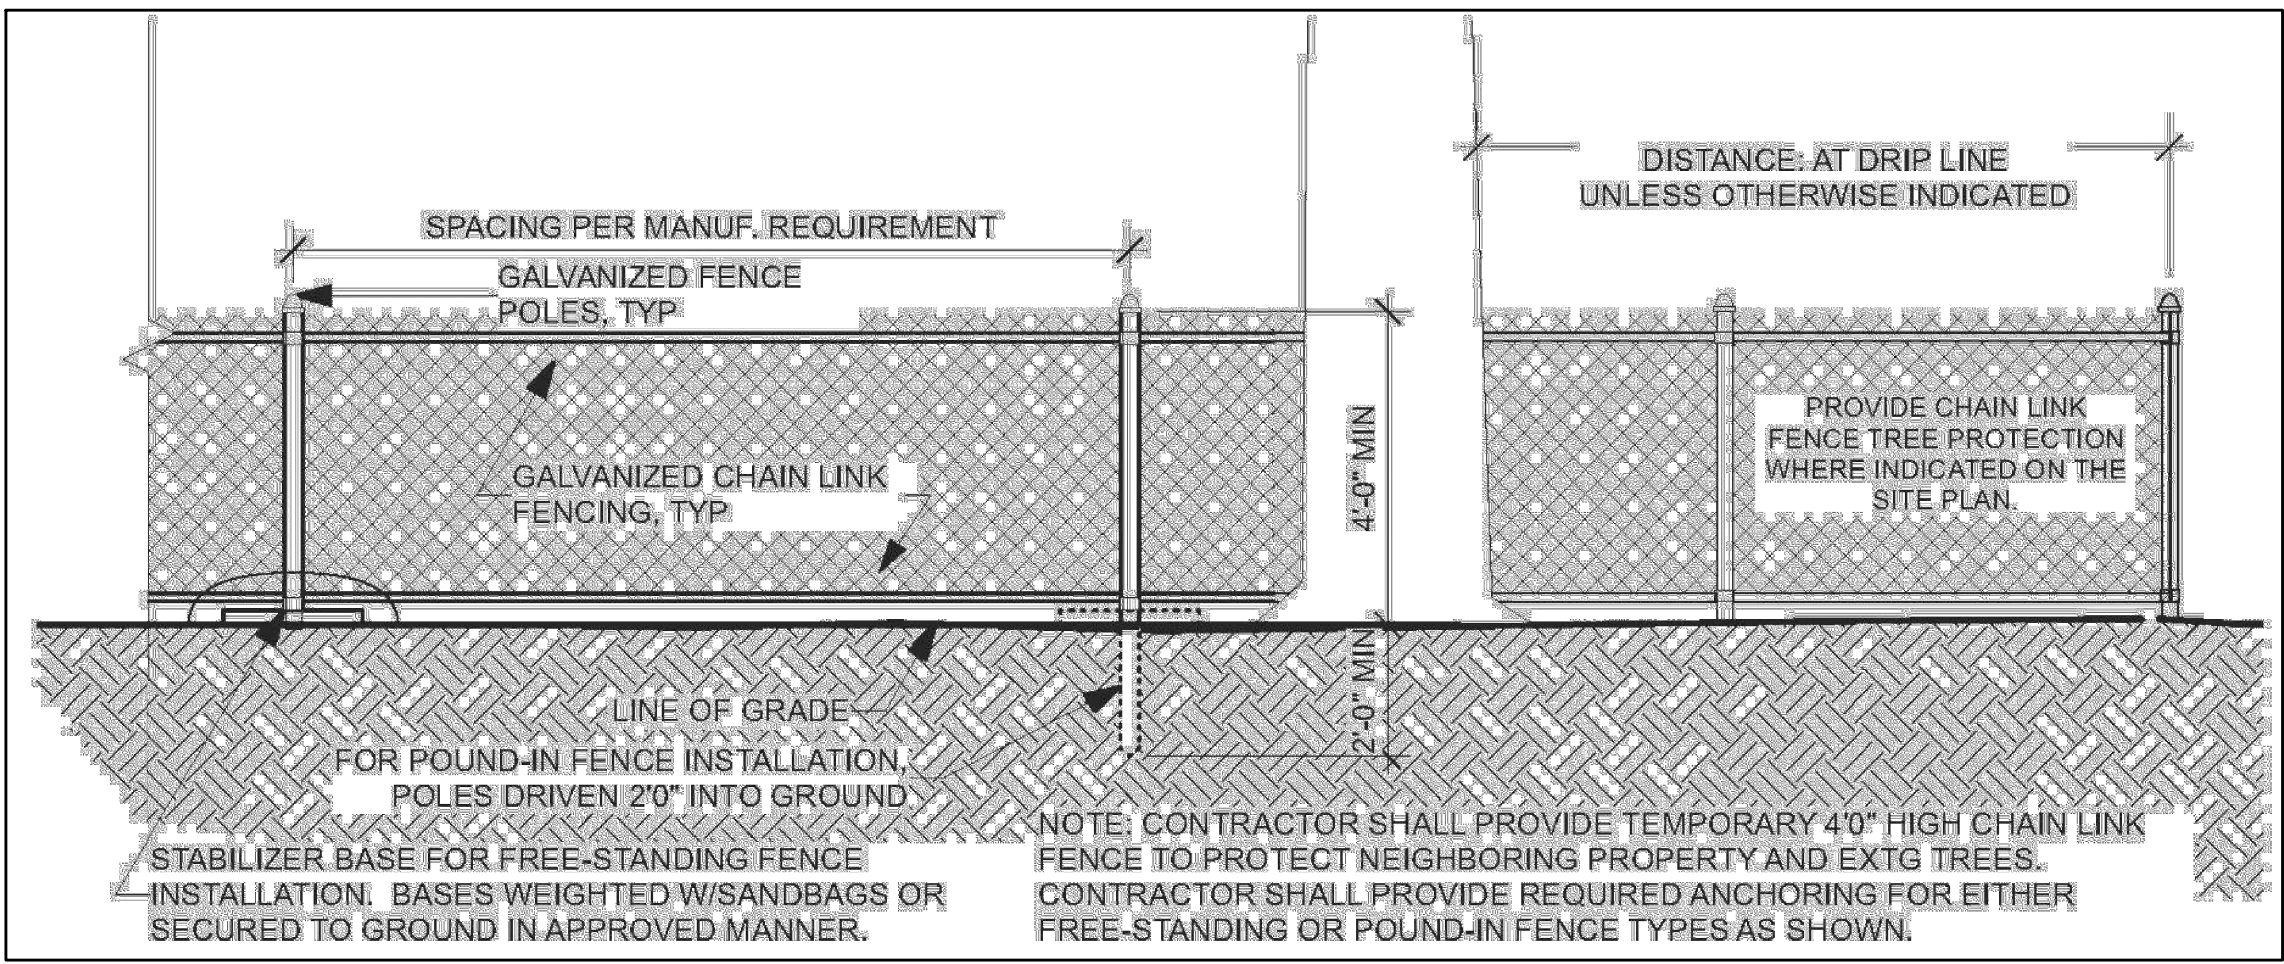 SPACING PER MANUF. REQUIREMENT
GALVANIZED FENCE
POLES, TYP
DISTANCE: AT DRIP LINE
UNLESS OTHERWISE INDICATED
GALVANIZED CHAIN LINK
FENCING, TYP
4'-0" MIN
PROVIDE CHAIN LINK
FENCE TREE PROTECTION
WHERE INDICATED ON THE
SITE PLAN.
2'-0" MIN
LINE OF GRADE
FOR POUND-IN FENCE INSTALLATION,
POLES DRIVEN 2'0" INTO GROUND
STABILIZER BASE FOR FREE-STANDING FENCE
INSTALLATION. BASES WEIGHTED W/SANDBAGS OR
SECURED TO GROUND IN APPROVED MANNER.
NOTE: CONTRACTOR SHALL PROVIDE TEMPORARY 4'0" HIGH CHAIN LINK
FENCE TO PROTECT NEIGHBORING PROPERTY AND EXTG TREES.
CONTRACTOR SHALL PROVIDE REQUIRED ANCHORING FOR EITHER
FREE-STANDING OR POUND-IN FENCE TYPES AS SHOWN.